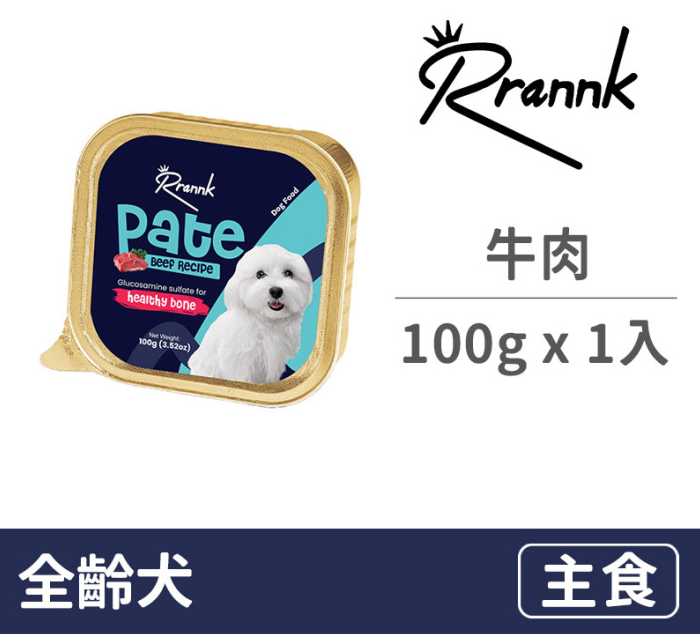 Rrannk
Rrannk
Dog Food
Pate
Beef Recipe
Glucosamine sulfate for
healthy bone
Net Weight:
100g (3.52oz)
牛肉
100g x 1入
全齡犬
主食